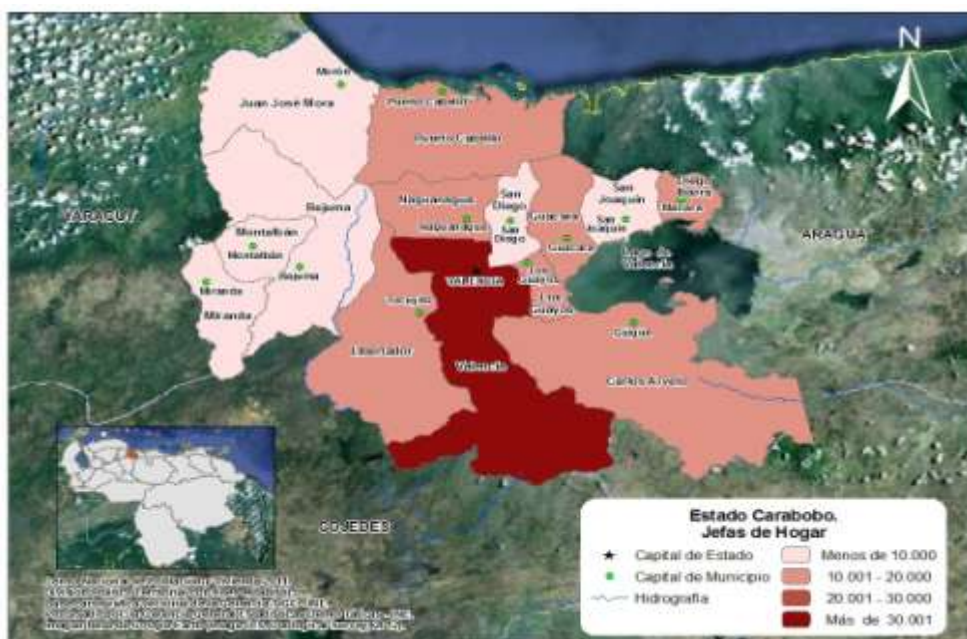 N
Morón
Juan José Mora
Puerto Cabello
Puerto Cabello
Diego Ibarra
San Joaquín
Mariara
San Diego
Naguanagua
Guacara
Bejuma
YARACUY
San Joaquín
Naguanagua
San Diego
ARAGUA
Montalbán
Guacara
Montalbán
Lago de Valencia
Los Guayos
Bejuma
VALENCIA
Miranda
Los Guayos
Tocuyito
Miranda
Güigüe
Libertador
Valencia
Carlos Arvelo
COJEDES
Estado Carabobo.
Jefas de Hogar
Capital de Estado
Menos de 10.000
Capital de Municipio
10.001 - 20.000
Hidrografía
20.001 - 30.000
Más de 30.001